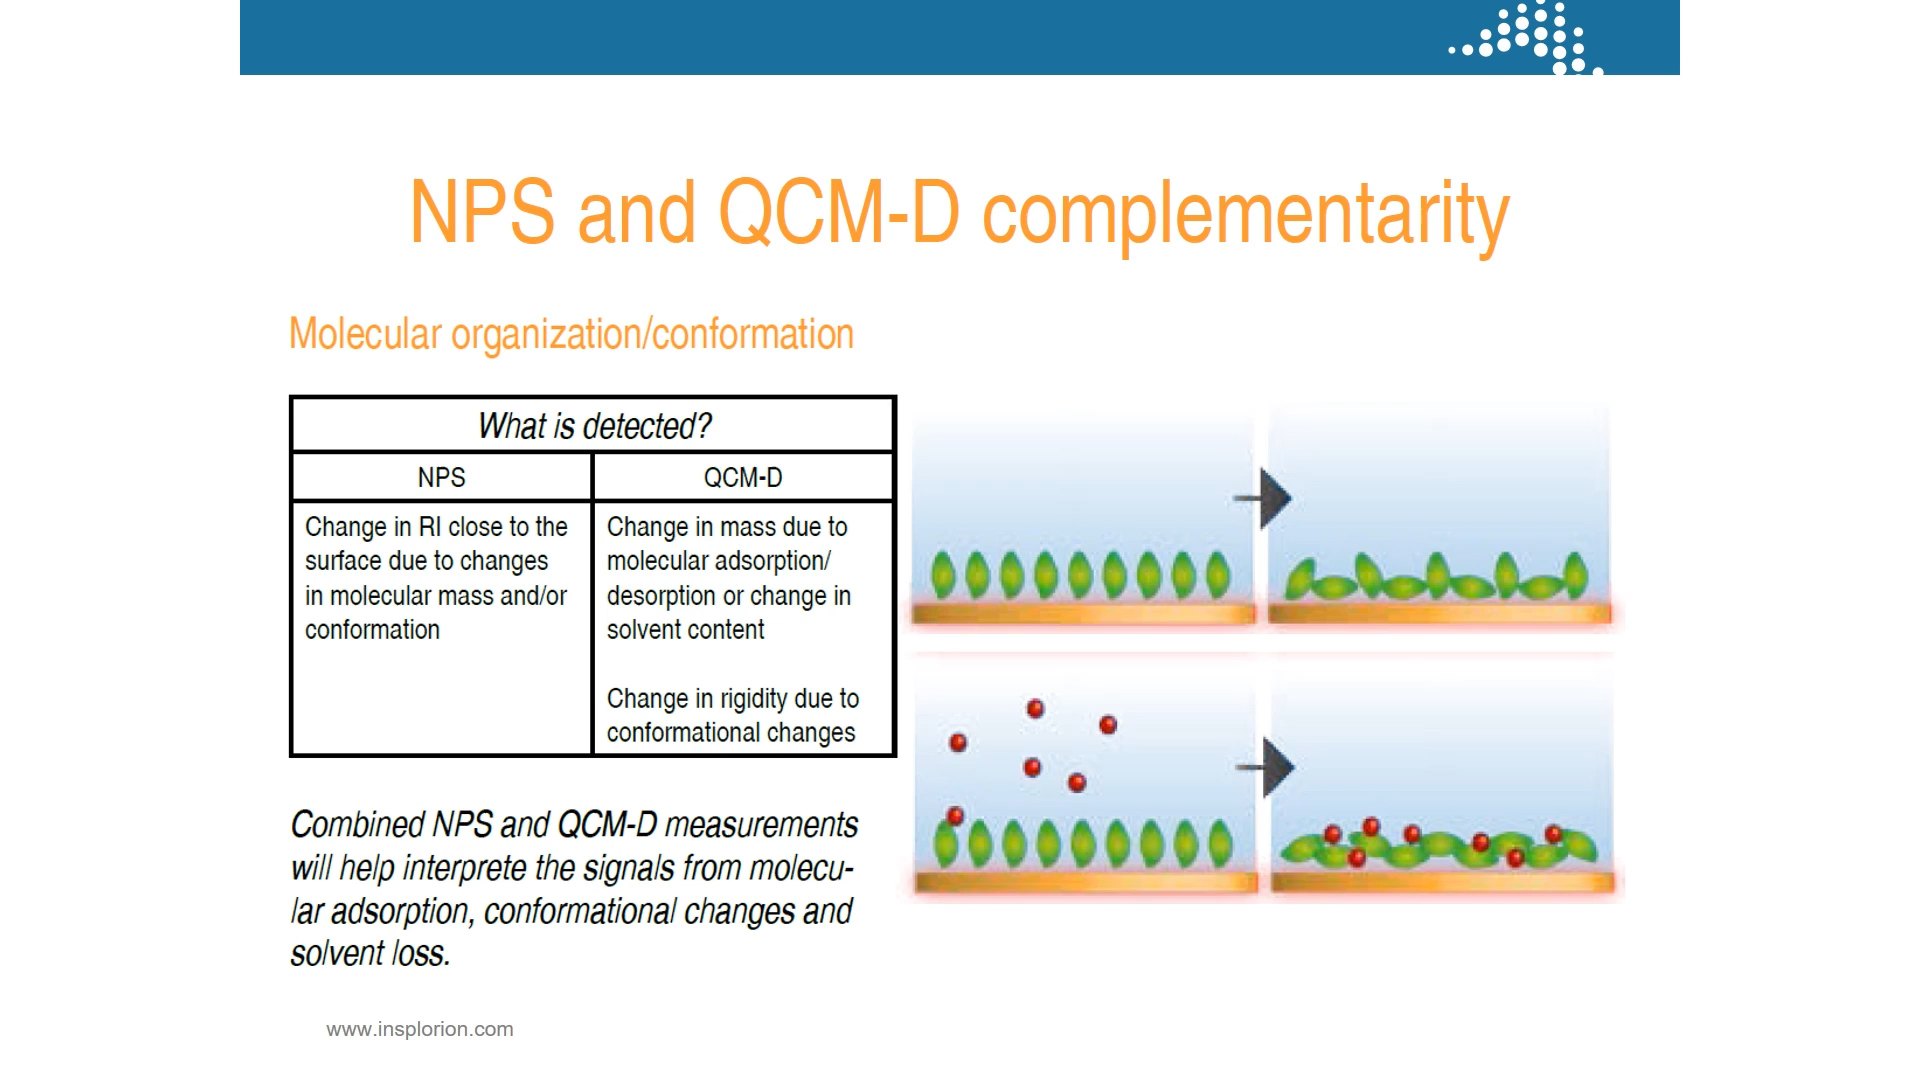 NPS and QCM-D complementarity
Molecular organization/conformation
What is detected?
NPS
QCM-D
Change in RI close to the
surface due to changes
in molecular mass and/or
conformation
Change in mass due to
molecular adsorption/
desorption or change in
solvent content
Change in rigidity due to
conformational changes
Combined NPS and QCM-D measurements
will help interprete the signals from molecu-
lar adsorption, conformational changes and
solvent loss.
www.insplorion.com